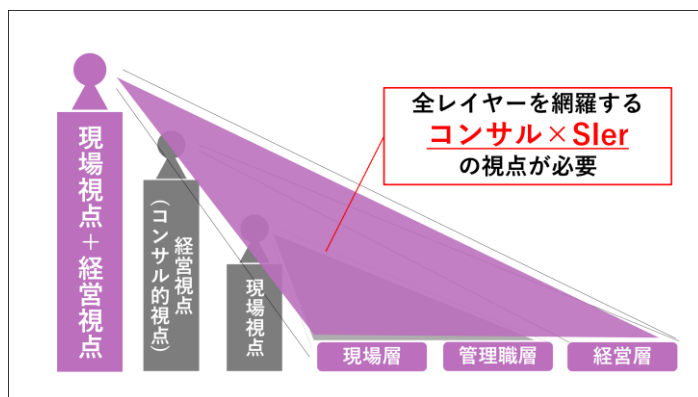 全レイヤーを網羅する
コンサル×SIer
の視点が必要
現場視点＋経営視点
経営視点
（コンサル的視点）
現場視点
現場層
管理職層
経営層